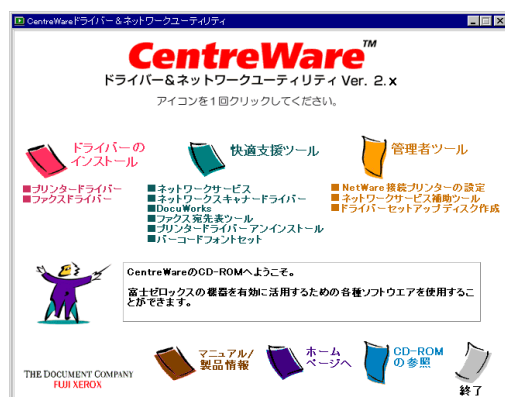 CentreWareドライバー&ネットワークユーティリティ
CentreWare™
ドライバー&ネットワークユーティリティ Ver. 2.x
アイコンを1回クリックしてください。
ドライバーの
インストール
■プリンタードライバー
■ファクスドライバー
快適支援ツール
■ネットワークサービス
■ネットワークスキャナードライバー
■DocuWorks
■ファクス宛先表ツール
■プリンタードライバーアンインストール
■バーコードフォントセット
管理者ツール
■NetWare接続プリンターの設定
■ネットワークサービス補助ツール
■ドライバーセットアップディスク作成
CentreWareのCD-ROMへようこそ。
富士ゼロックスの機器を有効に活用するための各種ソフトウエアを使用するこ
とができます。
マニュアル/
製品情報
ホーム
ページへ
CD-ROM
の参照
終了
THE DOCUMENT COMPANY
FUJI XEROX